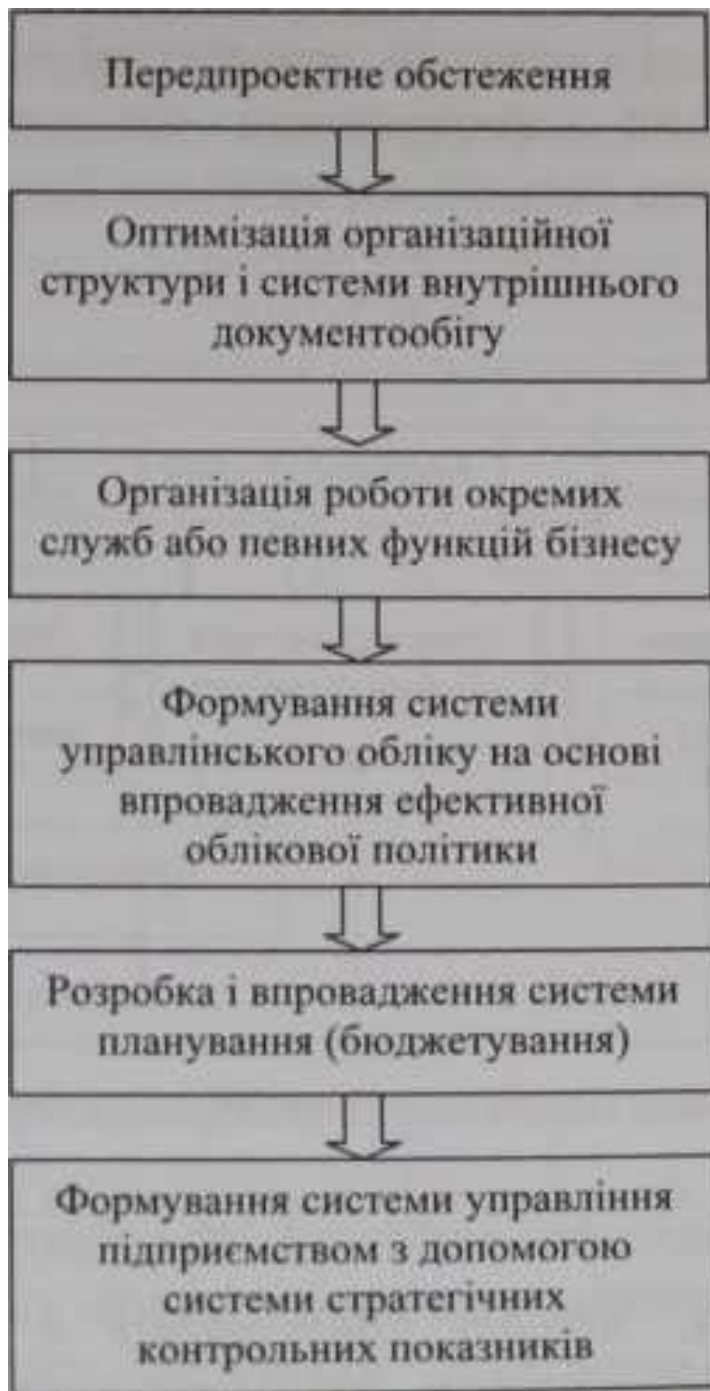 Передпроектне обстеження
Оптимізація організаційної
структури і системи внутрішнього
документообігу
Організація роботи окремих
служб або певних функцій бізнесу
Формування системи
управлінського обліку на основі
впровадження ефективної
облікової політики
Розробка і впровадження системи
планування (бюджетування)
Формування системи управління
підприємством з допомогою
системи стратегічних
контрольних показників